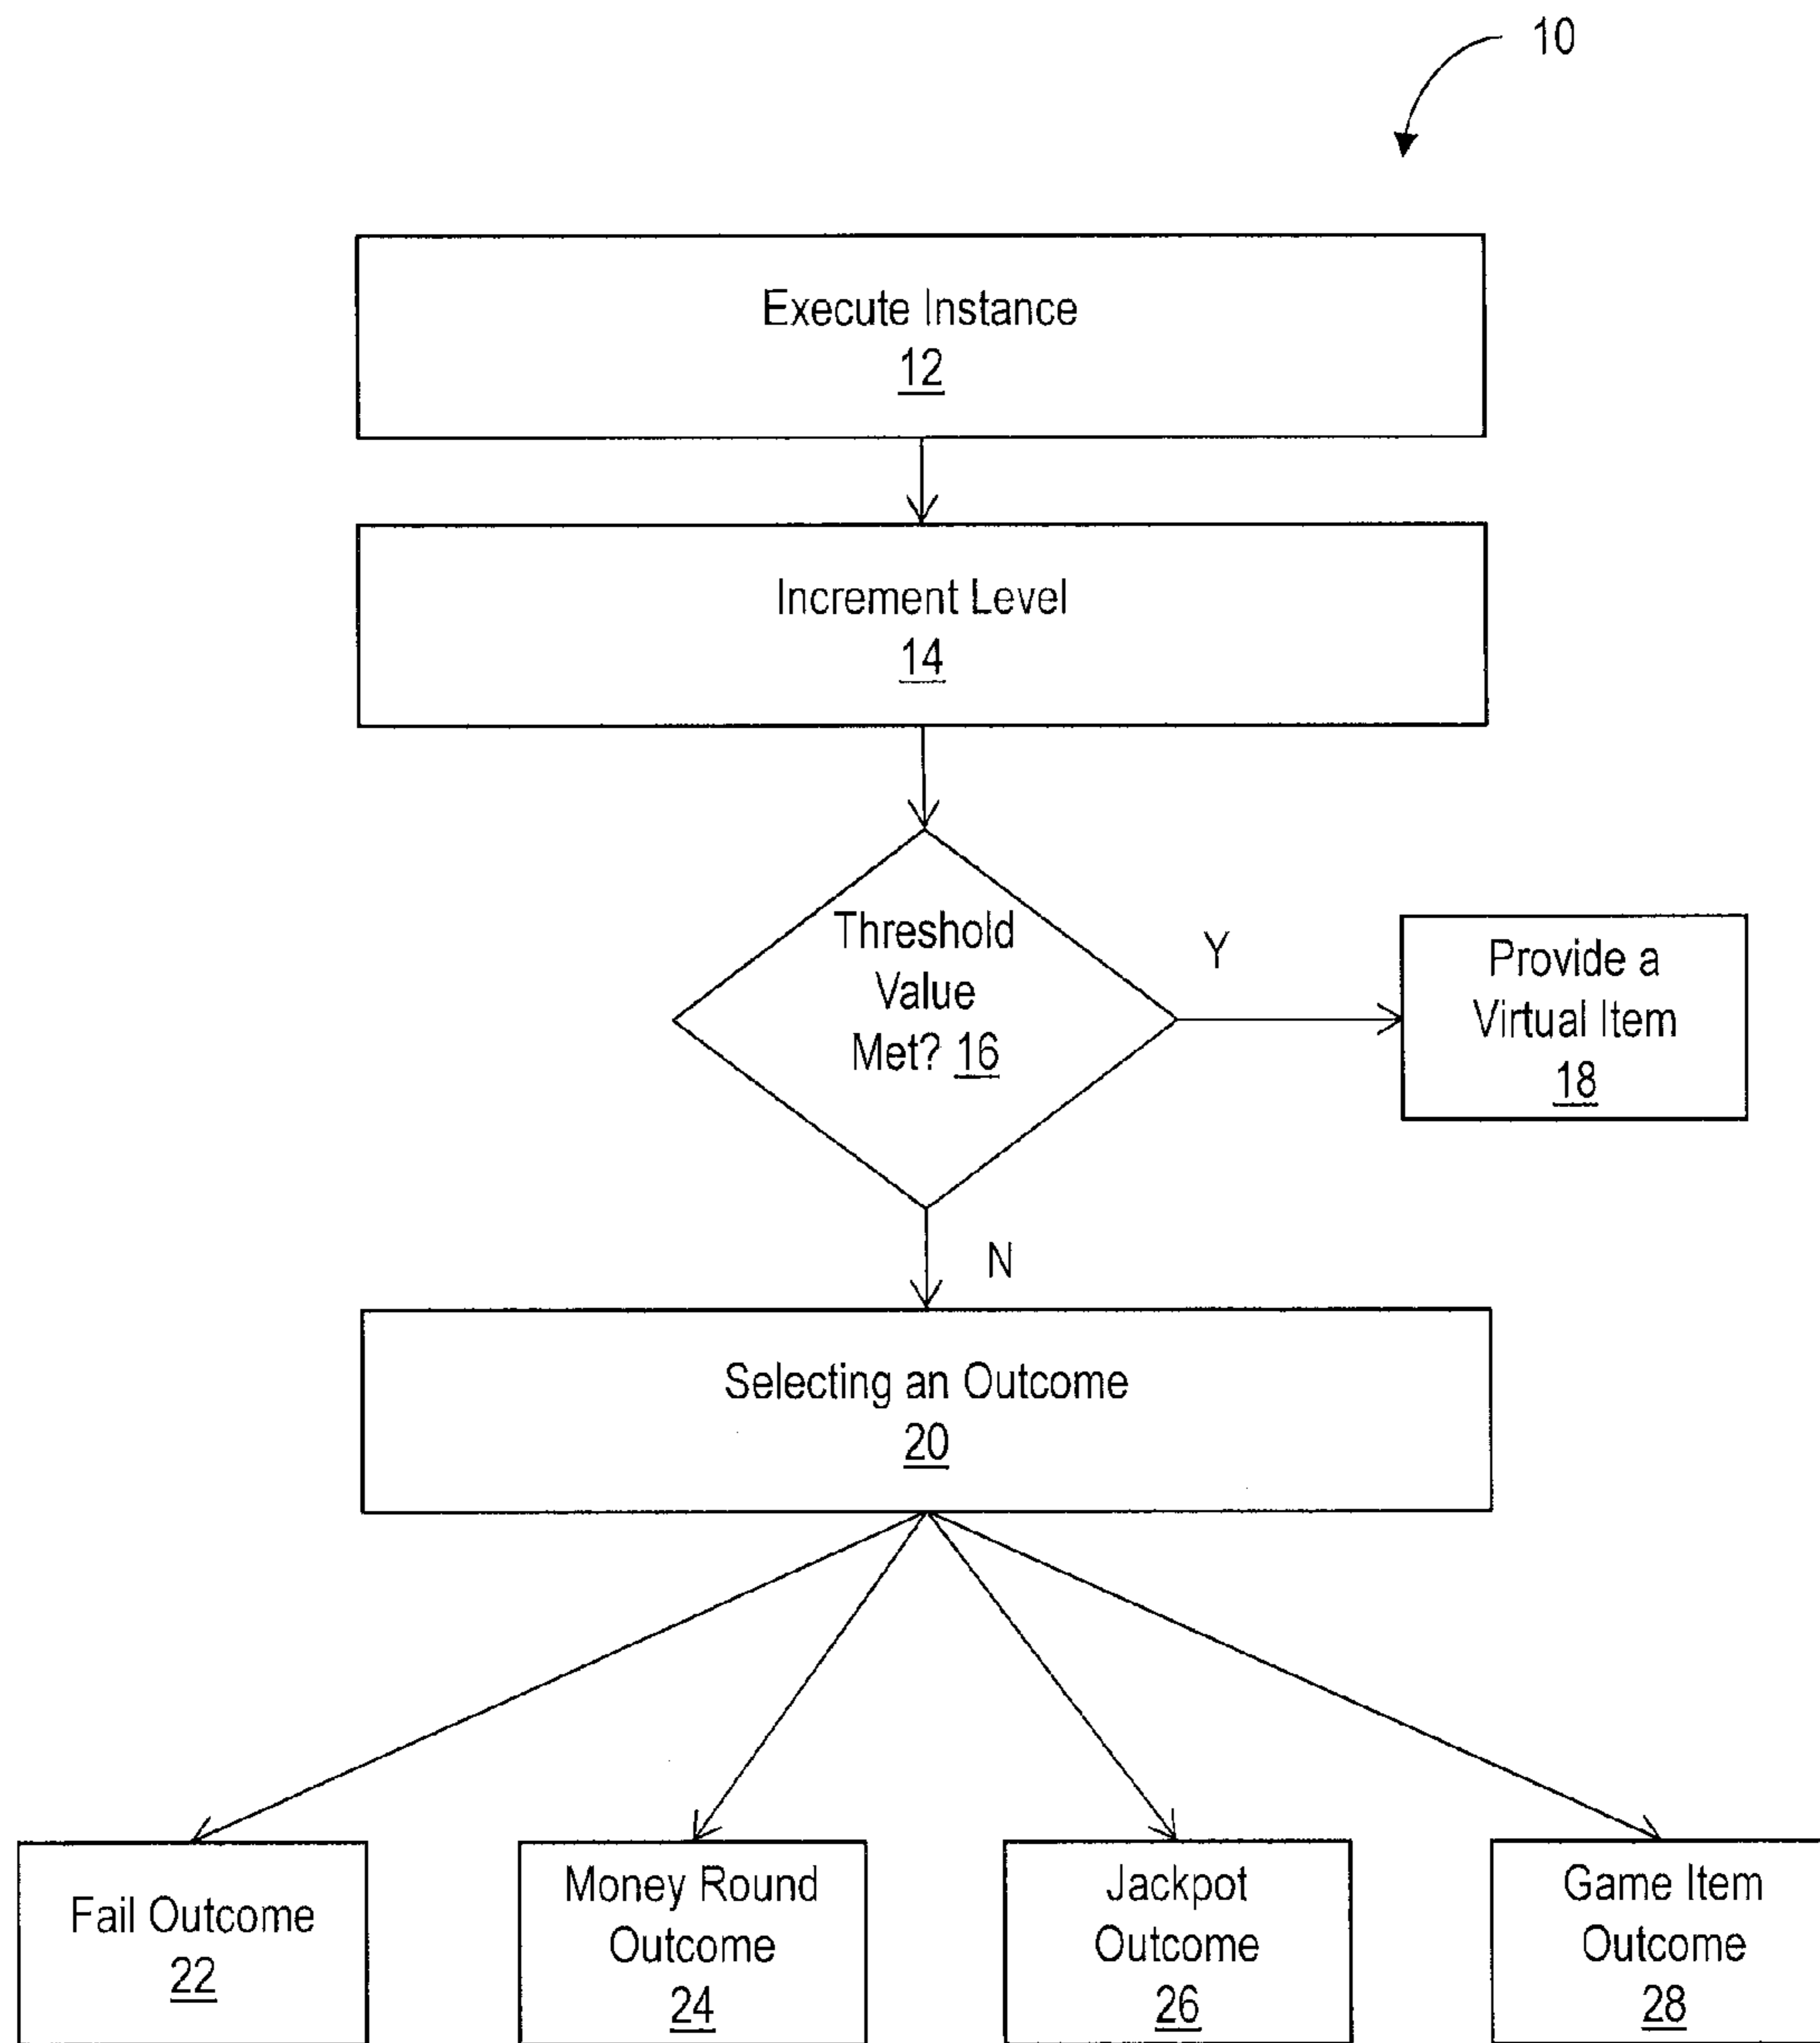 10
Execute Instance
12
Increment Level
14
Threshold
Value
Met? 16
Y
Provide a
Virtual Item
18
N
Selecting an Outcome
20
Fail Outcome
22
Money Round
Outcome
24
Jackpot
Outcome
26
Game Item
Outcome
28